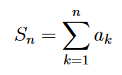 $$S_n = \sum_{k=1}^{n} a_k$$